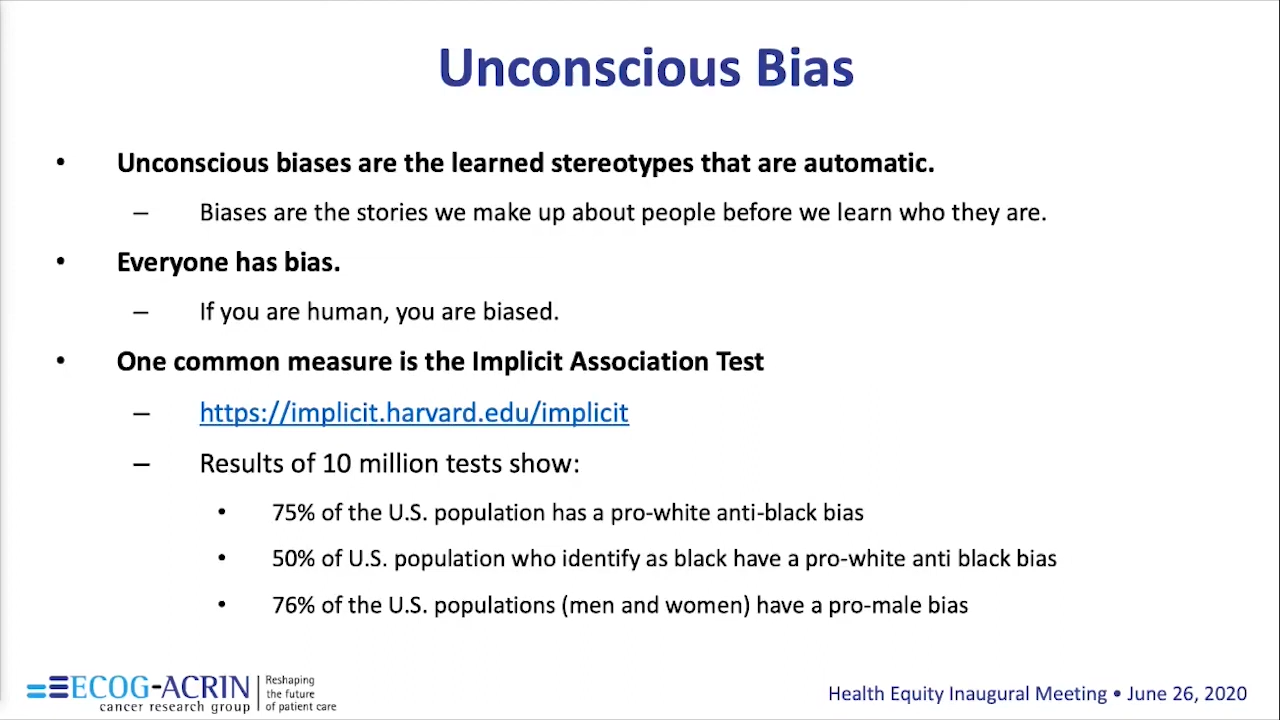 Unconscious Bias
• Unconscious biases are the learned stereotypes that are automatic.
– Biases are the stories we make up about people before we learn who they are.
• Everyone has bias.
– If you are human, you are biased.
• One common measure is the Implicit Association Test
– https://implicit.harvard.edu/implicit
– Results of 10 million tests show:
• 75% of the U.S. population has a pro-white anti-black bias
• 50% of U.S. population who identify as black have a pro-white anti black bias
• 76% of the U.S. populations (men and women) have a pro-male bias
ECOG-ACRIN
cancer research group
Reshaping
the future
of patient care
Health Equity Inaugural Meeting • June 26, 2020